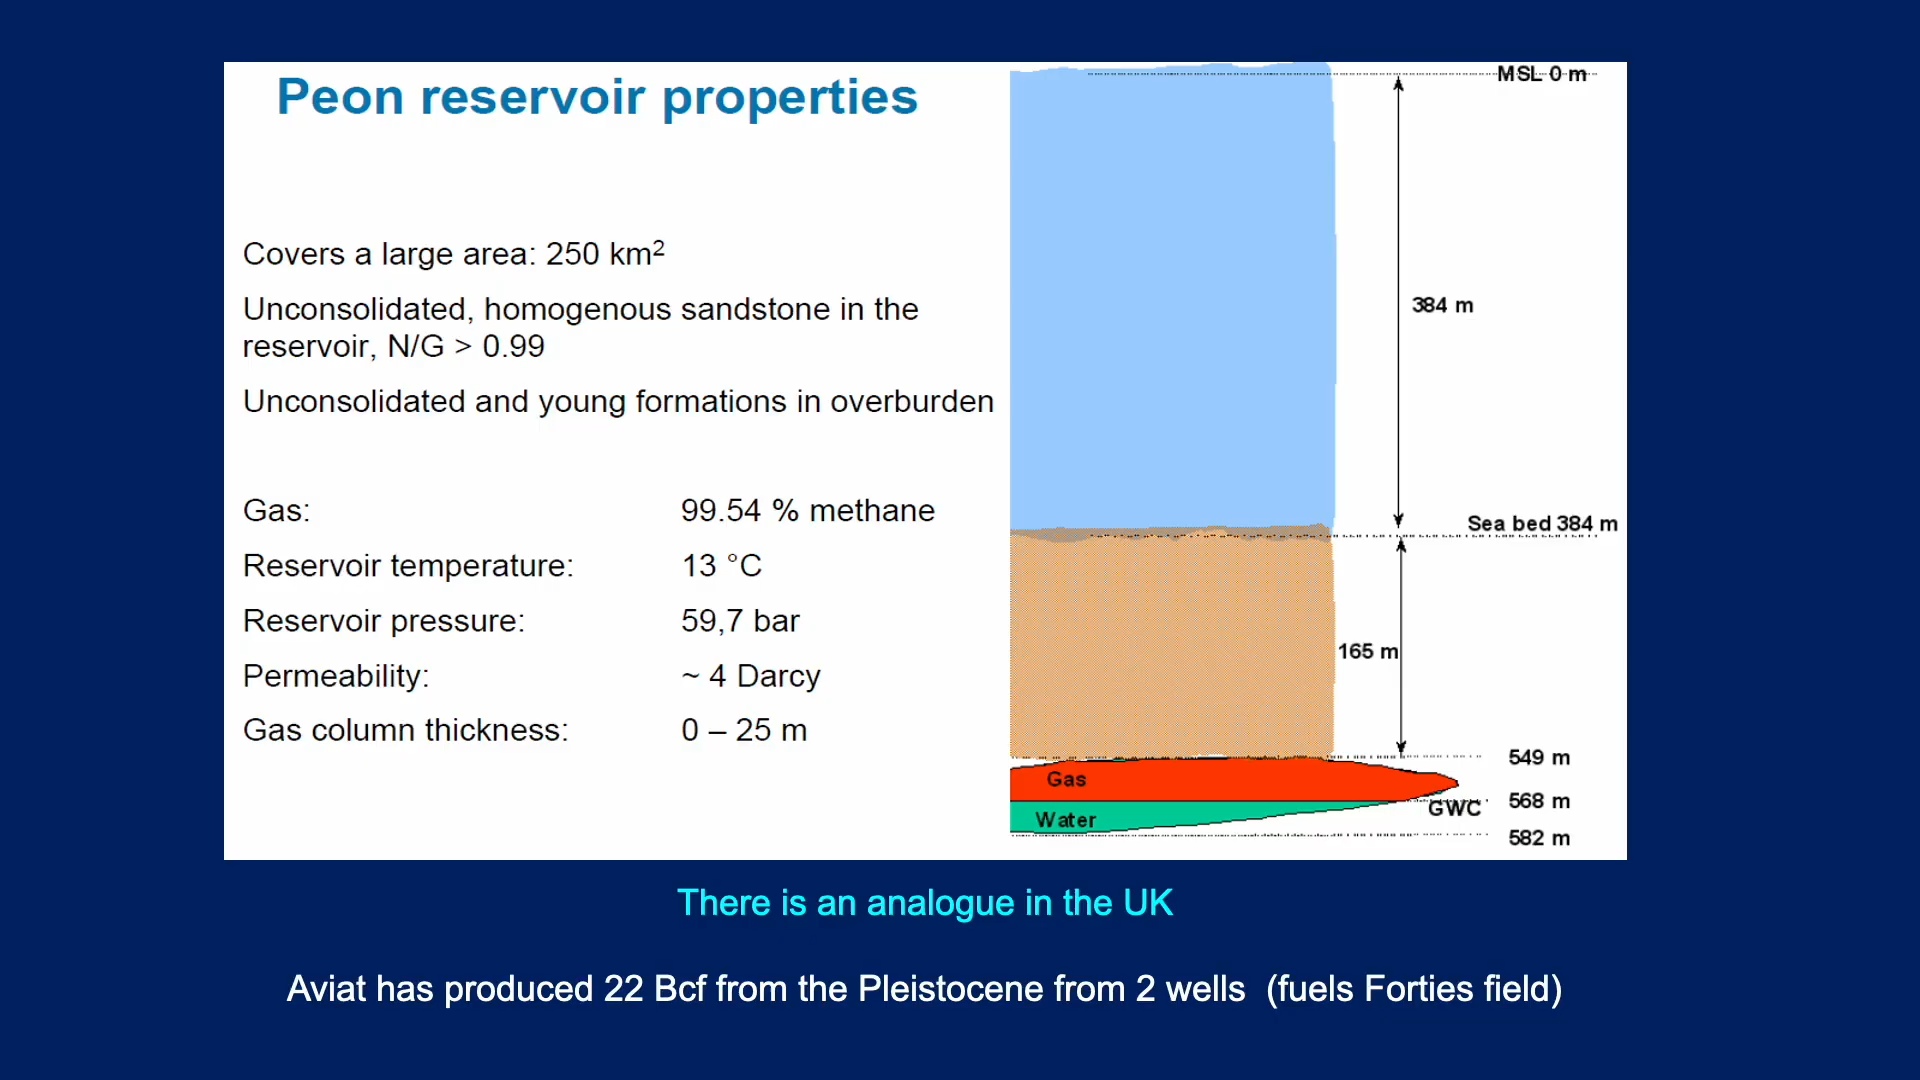 Peon reservoir properties
Covers a large area: 250 km²
Unconsolidated, homogenous sandstone in the
reservoir, N/G > 0.99
Unconsolidated and young formations in overburden
Gas: 99.54 % methane
Reservoir temperature: 13 °C
Reservoir pressure: 59,7 bar
Permeability: ~ 4 Darcy
Gas column thickness: 0 – 25 m
MSL 0 m
384 m
Sea bed 384 m
165 m
549 m
Gas
568 m
GWC
Water
582 m
There is an analogue in the UK
Aviat has produced 22 Bcf from the Pleistocene from 2 wells (fuels Forties field)